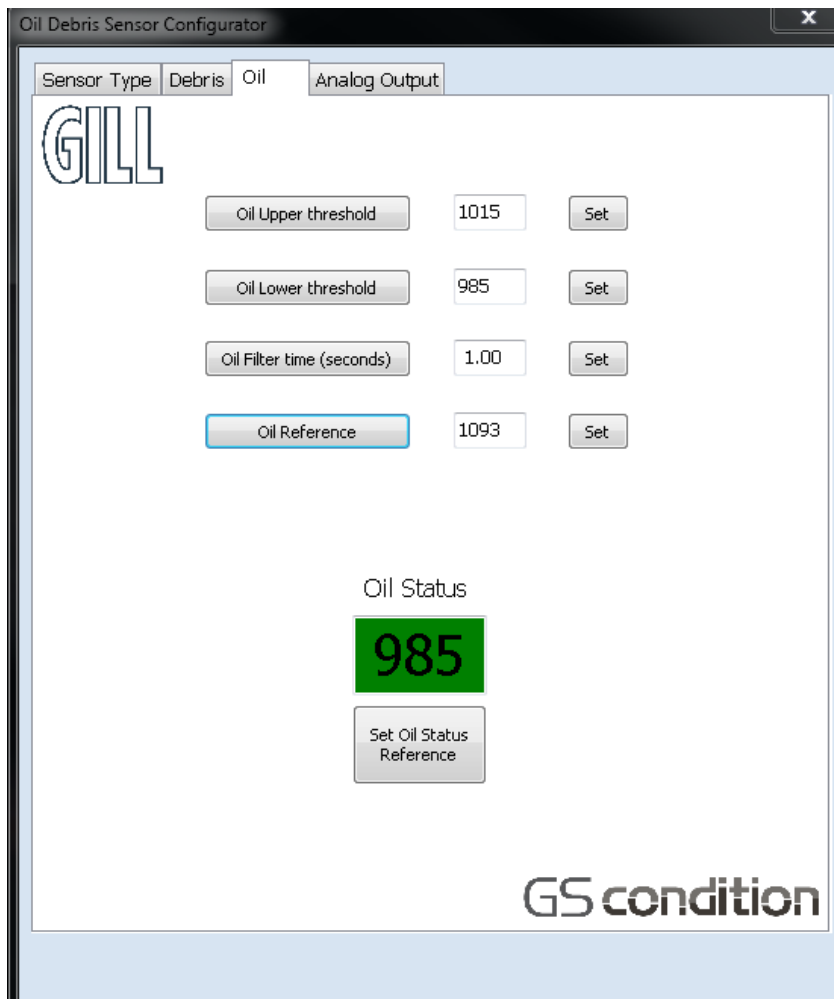 Oil Debris Sensor Configurator
X
Sensor Type Debris Oil Analog Output
GILL
Oil Upper threshold 1015 Set
Oil Lower threshold 985 Set
Oil Filter time (seconds) 1.00 Set
Oil Reference 1093 Set
Oil Status
985
Set Oil Status
Reference
GS condition